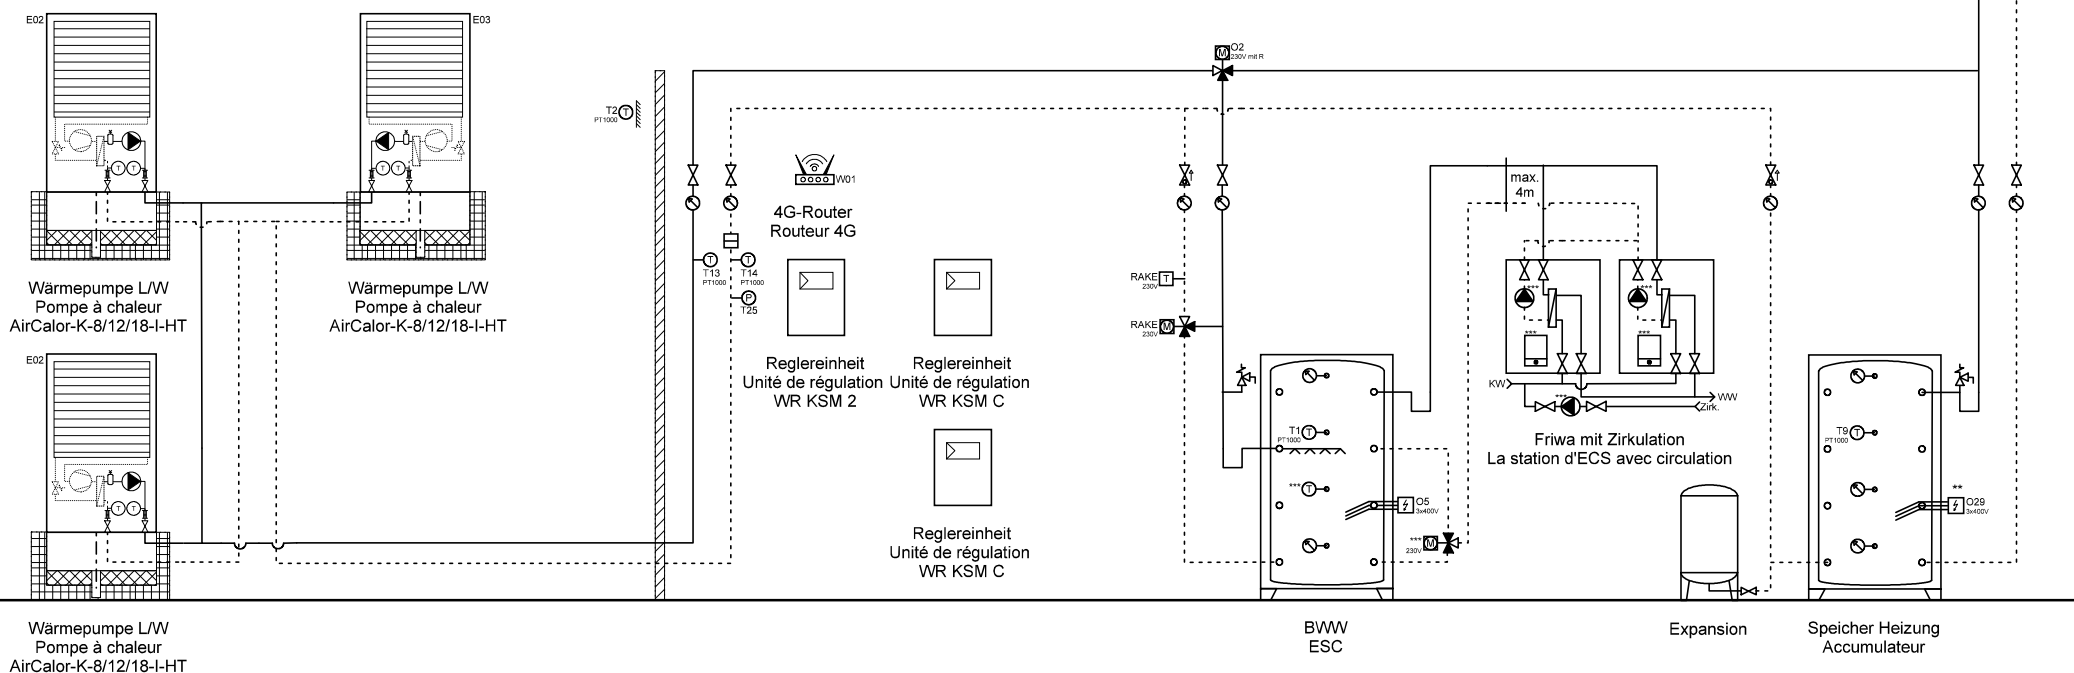 E02
E03
T
T
T
T
Wärmepumpe L/W
Pompe à chaleur
AirCalor-K-8/12/18-I-HT
Wärmepumpe L/W
Pompe à chaleur
AirCalor-K-8/12/18-I-HT
E02
T
T
Wärmepumpe L/W
Pompe à chaleur
AirCalor-K-8/12/18-I-HT
T2
PT1000
T
T
T13
PT1000
T
T14
PT1000
P
T25
W01
4G-Router
Routeur 4G
Reglereinheit
Unité de régulation
WR KSM 2
Reglereinheit
Unité de régulation
WR KSM C
Reglereinheit
Unité de régulation
WR KSM C
M
O2
230V mit R
RAKE
230V
T
RAKE
230V
M
T1
PT1000
T
***
T
O5
3x400V
***
230V
M
BWW
ESC
max.
4m
***
***
***
***
KW
***
WW
Zirk.
Friwa mit Zirkulation
La station d'ECS avec circulation
Expansion
T9
PT1000
T
**
O29
3x400V
Speicher Heizung
Accumulateur